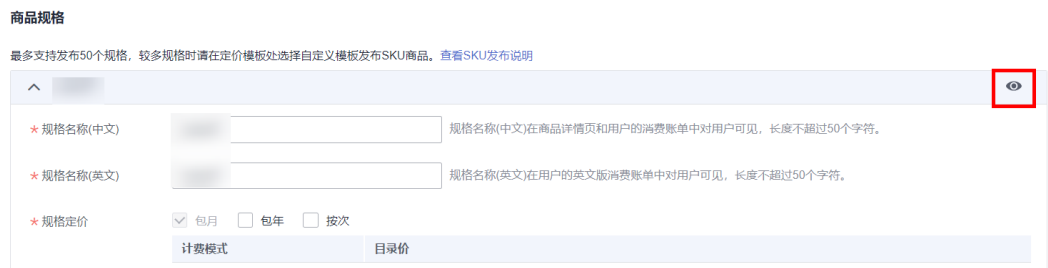 商品规格
最多支持发布50个规格，较多规格时请在定价模板处选择自定义模板发布SKU商品。查看SKU发布说明
* 规格名称(中文) 规格名称(中文)在商品详情页和用户的消费账单中对用户可见，长度不超过50个字符。
* 规格名称(英文) 规格名称(英文)在用户的英文版消费账单中对用户可见，长度不超过50个字符。
* 规格定价 包月 包年 按次
计费模式 目录价